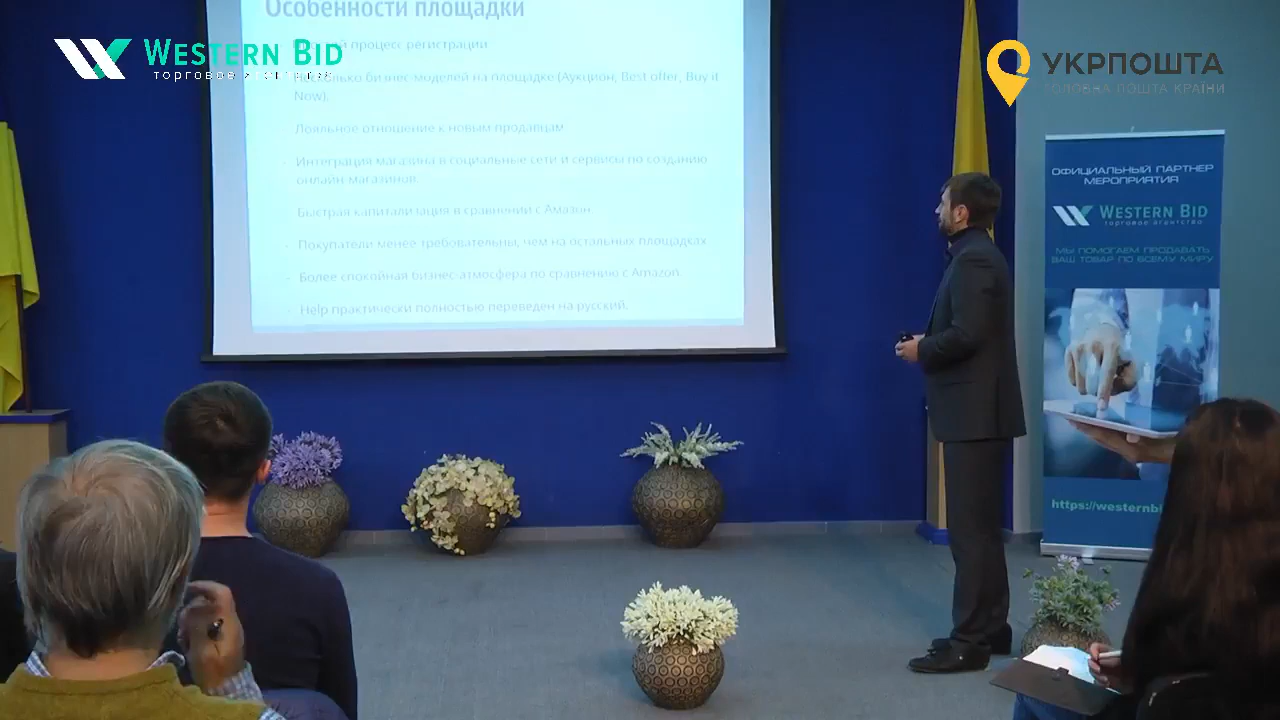 Особенности площадки
процесс регистрации
бизнес-моделей на площадке (Аукцион, Best offer, Buy it
Now).
Лояльное отношение к новым продавцам
- Интеграция магазина в социальные сети и сервисы по созданию
онлайн-магазинов.
Быстрая капитализация в сравнении с Амазон.
- Покупатели менее требовательны, чем на остальных площадках
- Более спокойная бизнес-атмосфера по сравнению с Amazon.
- Help практически полностью переведен на русский.
WESTERN BID
торговое агентство
УКРПОШТА
ГОЛОВНА ПОШТА КРАЇНИ
ОФИЦИАЛЬНЫЙ ПАРТНЕР
МЕРОПРИЯТИЯ
WESTERN BID
торговое агентство
МЫ ПОМОГАЕМ ПРОДАВАТЬ
ВАШ ТОВАР ПО ВСЕМУ МИРУ
https://westernbi